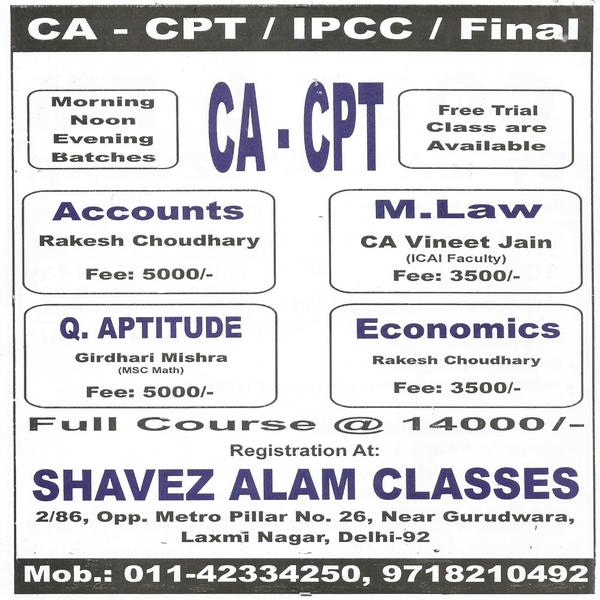 CA - CPT / IPCC / Final
Morning
Noon
Evening
Batches
CA - CPT
Free Trial
Class are
Available
Accounts
Rakesh Choudhary
Fee: 5000/-
M.Law
CA Vineet Jain
(ICAI Faculty)
Fee: 3500/-
Q. APTITUDE
Girdhari Mishra
(MSC Math)
Fee: 5000/-
Economics
Rakesh Choudhary
Fee: 3500/-
Full Course @ 14000/-
Registration At:
SHAVEZ ALAM CLASSES
2/86, Opp. Metro Pillar No. 26, Near Gurudwara,
Laxmi Nagar, Delhi-92
Mob.: 011-42334250, 9718210492